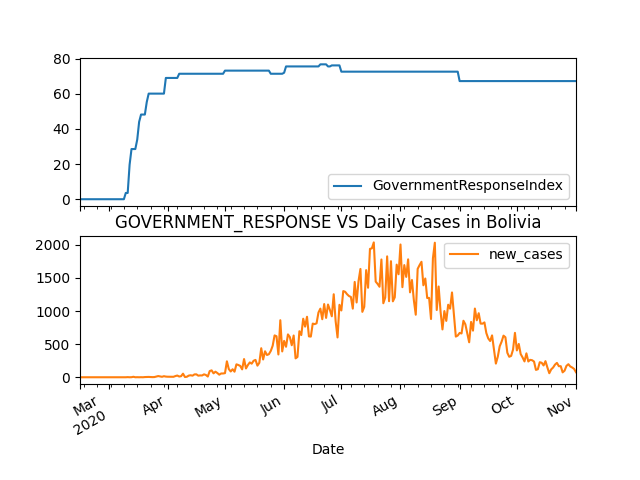 80
60
40
20
0
GovernmentResponseIndex
GOVERNMENT_RESPONSE VS Daily Cases in Bolivia
2000
1500
1000
500
0
new_cases
Mar
2020
Apr
May
Jun
Jul
Aug
Sep
Oct
Nov
Date